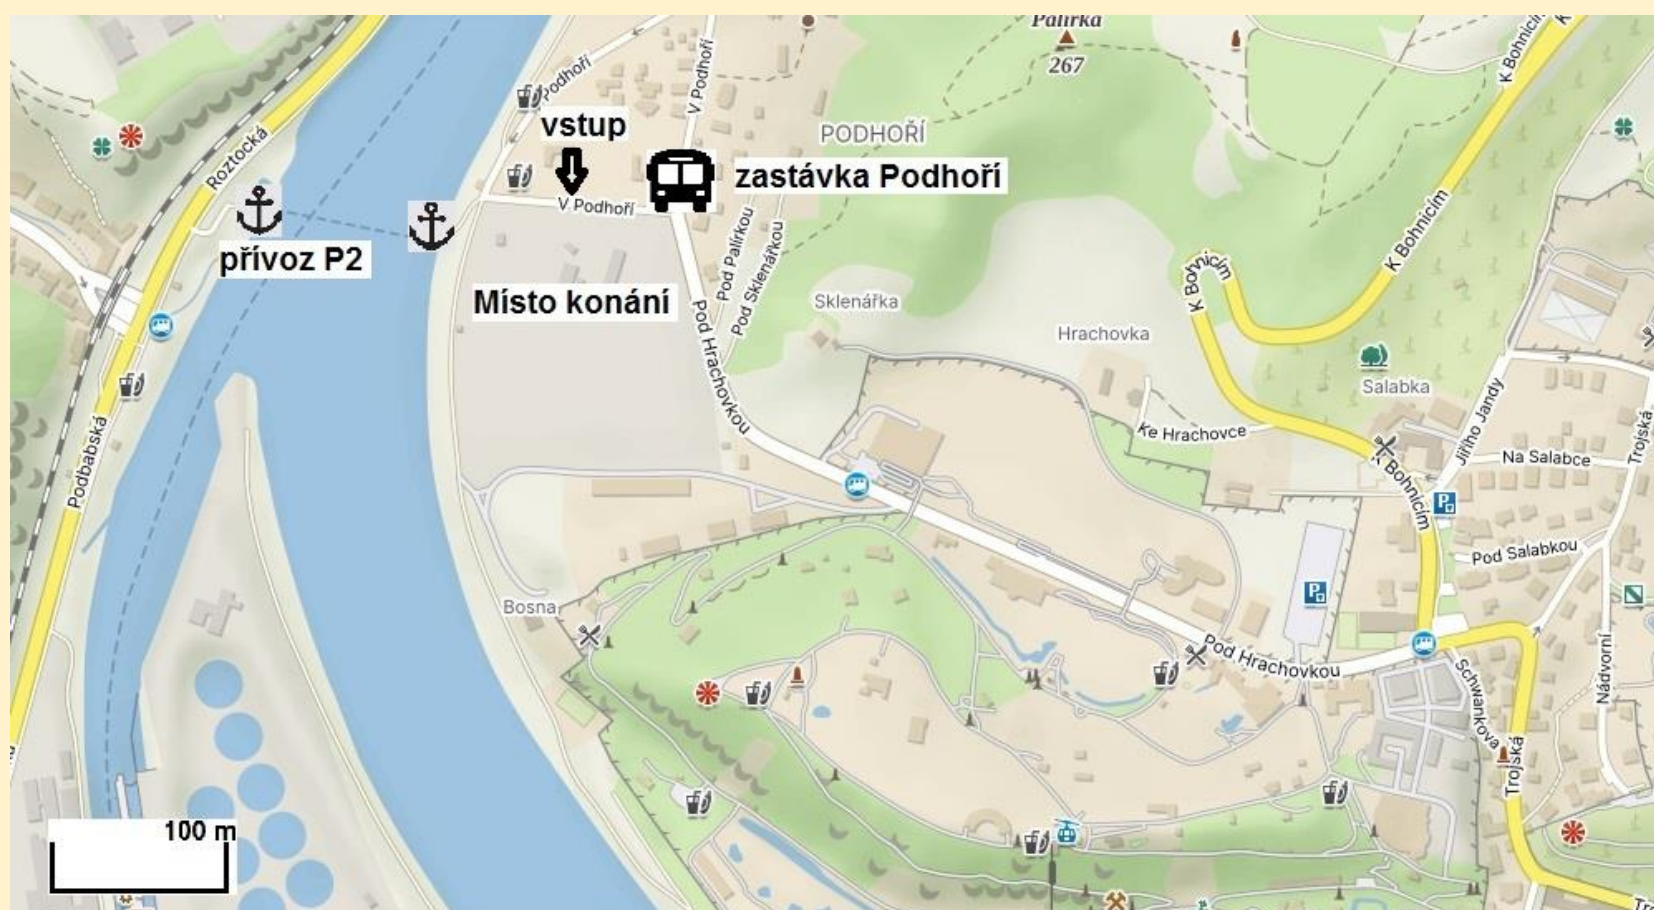 Palírka
267
K Bohnicím
Podhoří
V Podhoří
vstup
PODHOŘÍ
Roztocká
zastávka Podhoří
V Podhoří
přívoz P2
Místo konání
Pod Palírkou
Pod Sklenářkou
Sklenářka
K Bohnicím
K Bohnicím
Hrachovka
Pod Hrachovkou
Salabka
Jiřího Jandy
Trojská
Ke Hrachovce
Na Salabce
K Bohnicím
Podbabská
Pod Salabkou
Bosna
Pod Hrachovkou
Nádvorní
Schwankova
Trojská
100 m